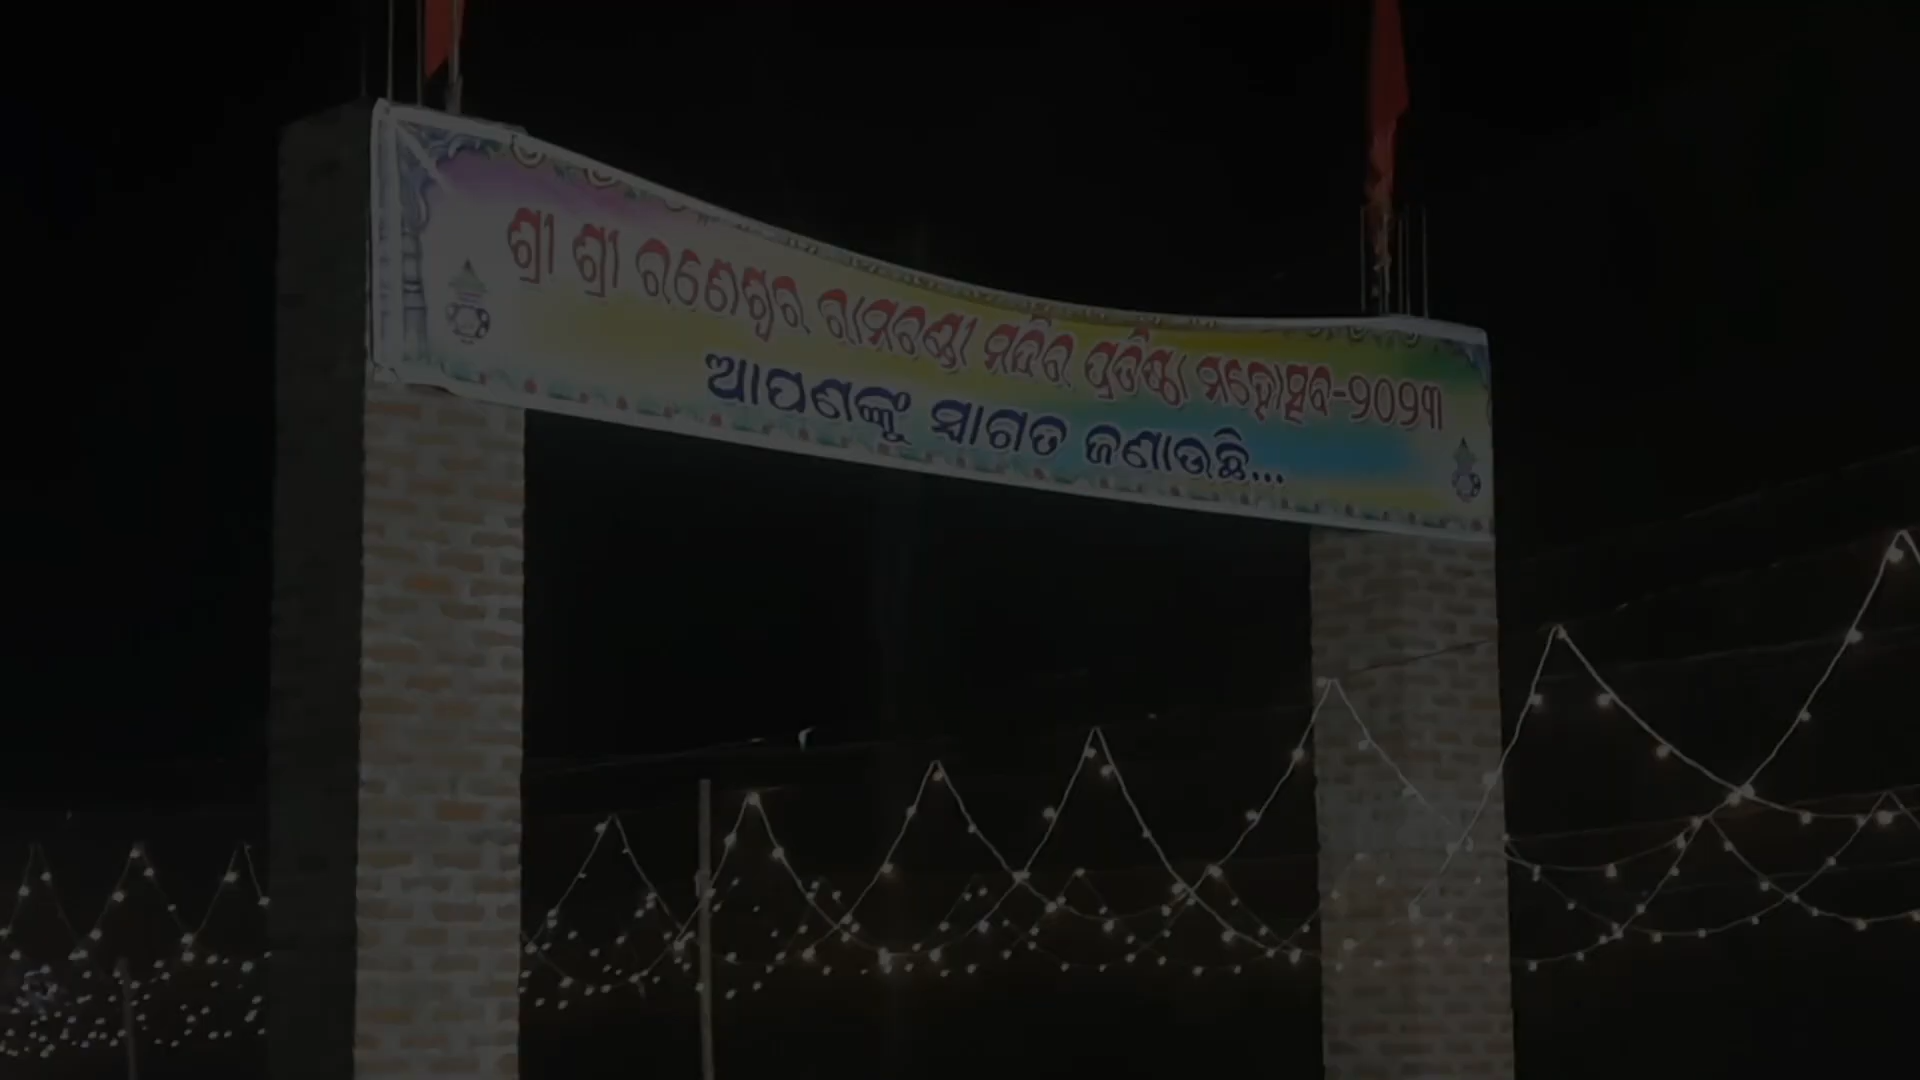 ଶ୍ରୀ ଶ୍ରୀ ରଣେଶ୍ୱର ରାମଚଣ୍ଡୀ ମନ୍ଦିର ପ୍ରତିଷ୍ଠା ମହୋତ୍ସବ-୨୦୨୩
ଆପଣଙ୍କୁ ସ୍ୱାଗତ ଜଣାଉଛି...